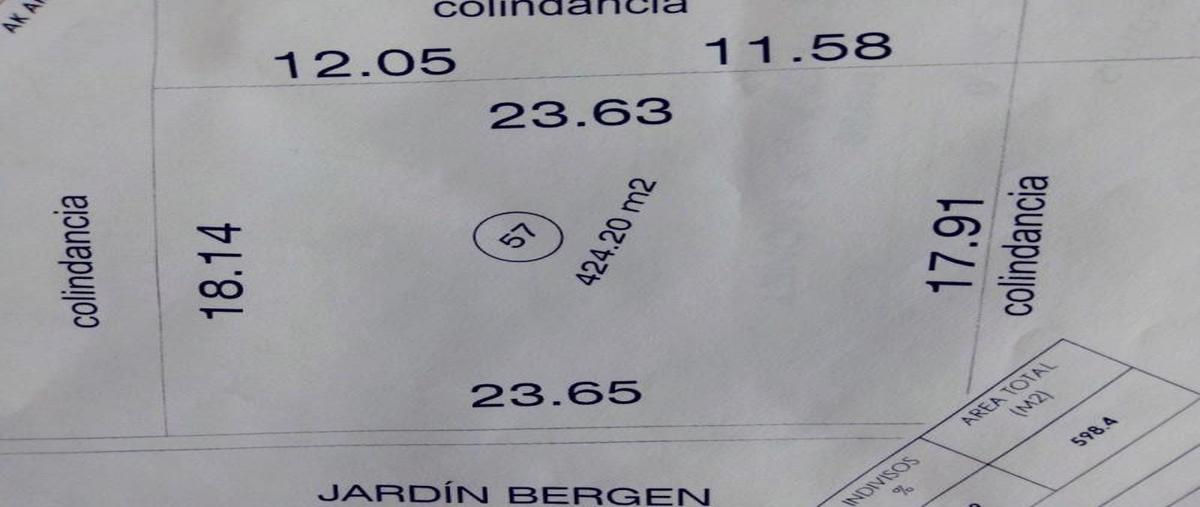 colindancia
12.05
11.58
23.63
colindancia
18.14
57
424.20 m2
17.91
colindancia
23.65
JARDÍN BERGEN
INDIVISOS
%
AREA TOTAL
(M2)
598.4